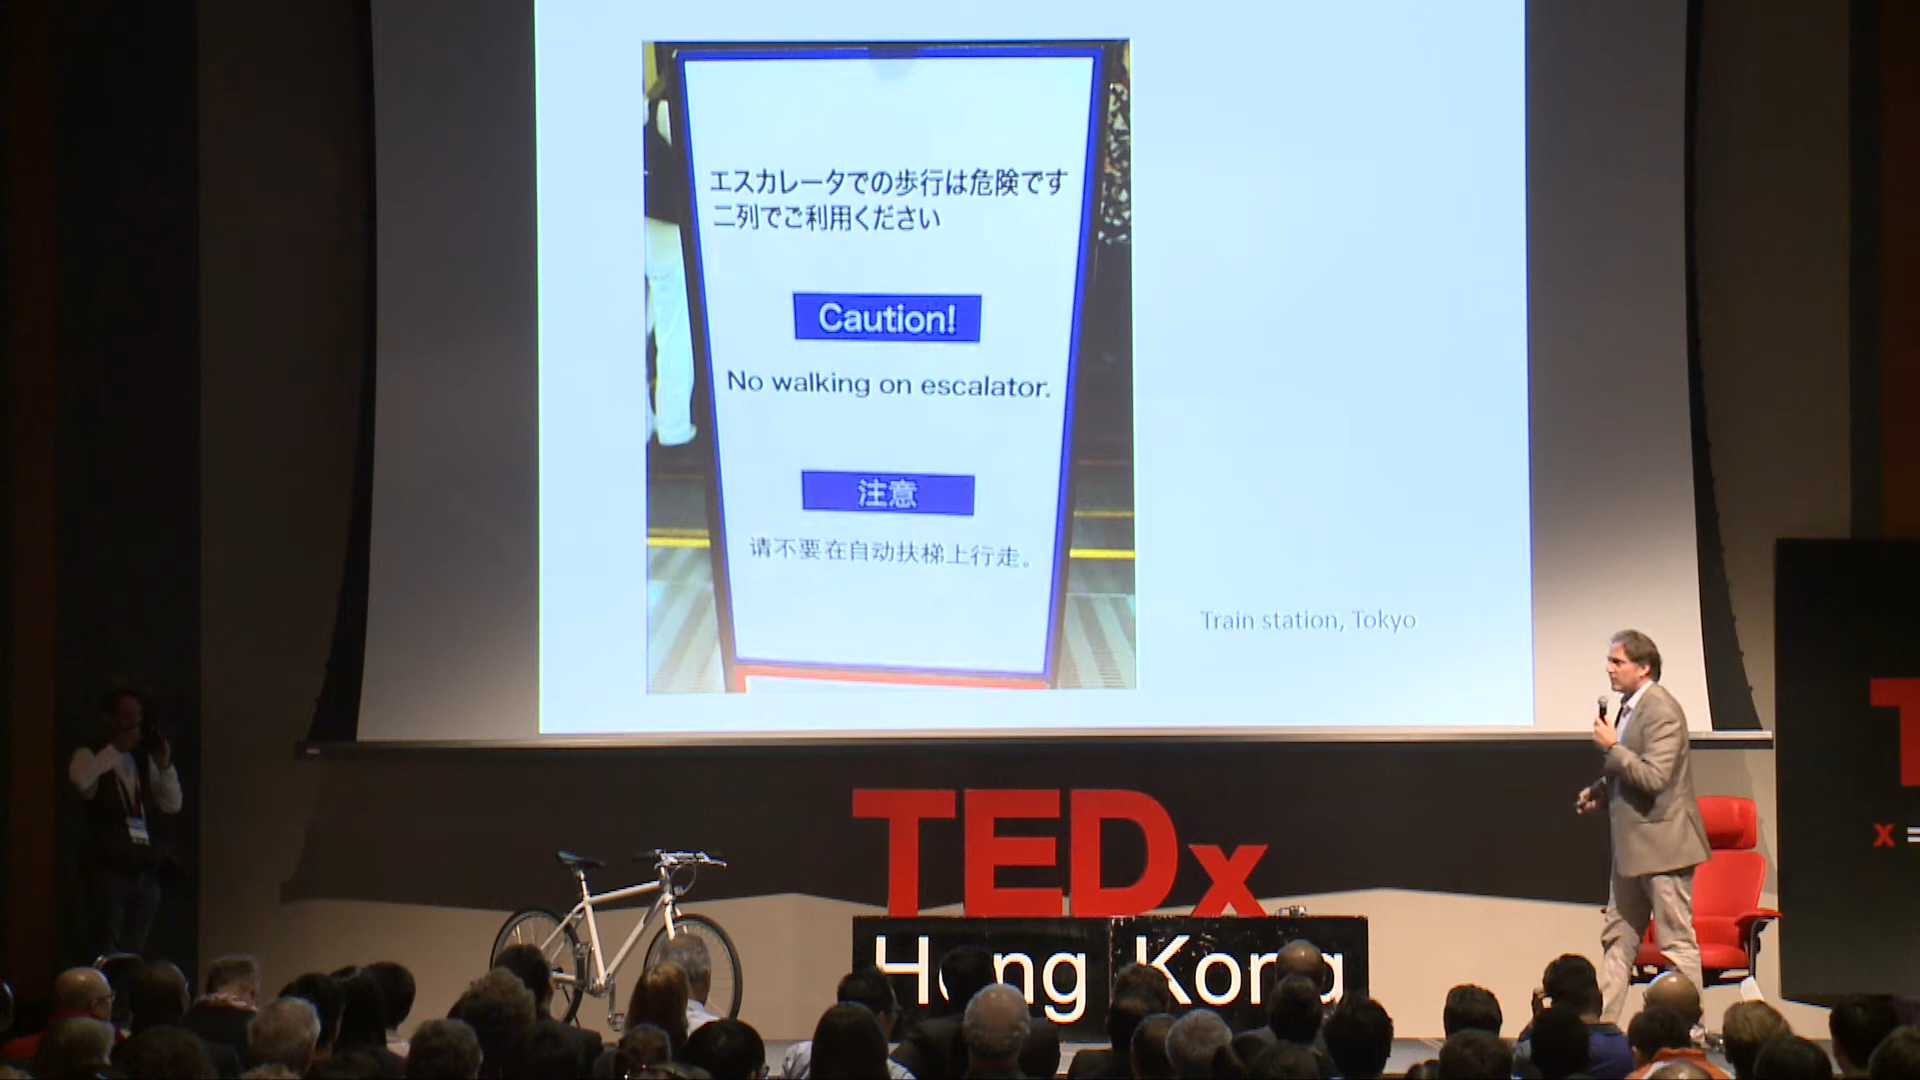 エスカレータでの歩行は危険です
二列でご利用ください
Caution!
No walking on escalator.
注意
请不要在自动扶梯上行走。
Train station, Tokyo
TEDx
Hong Kong
x =